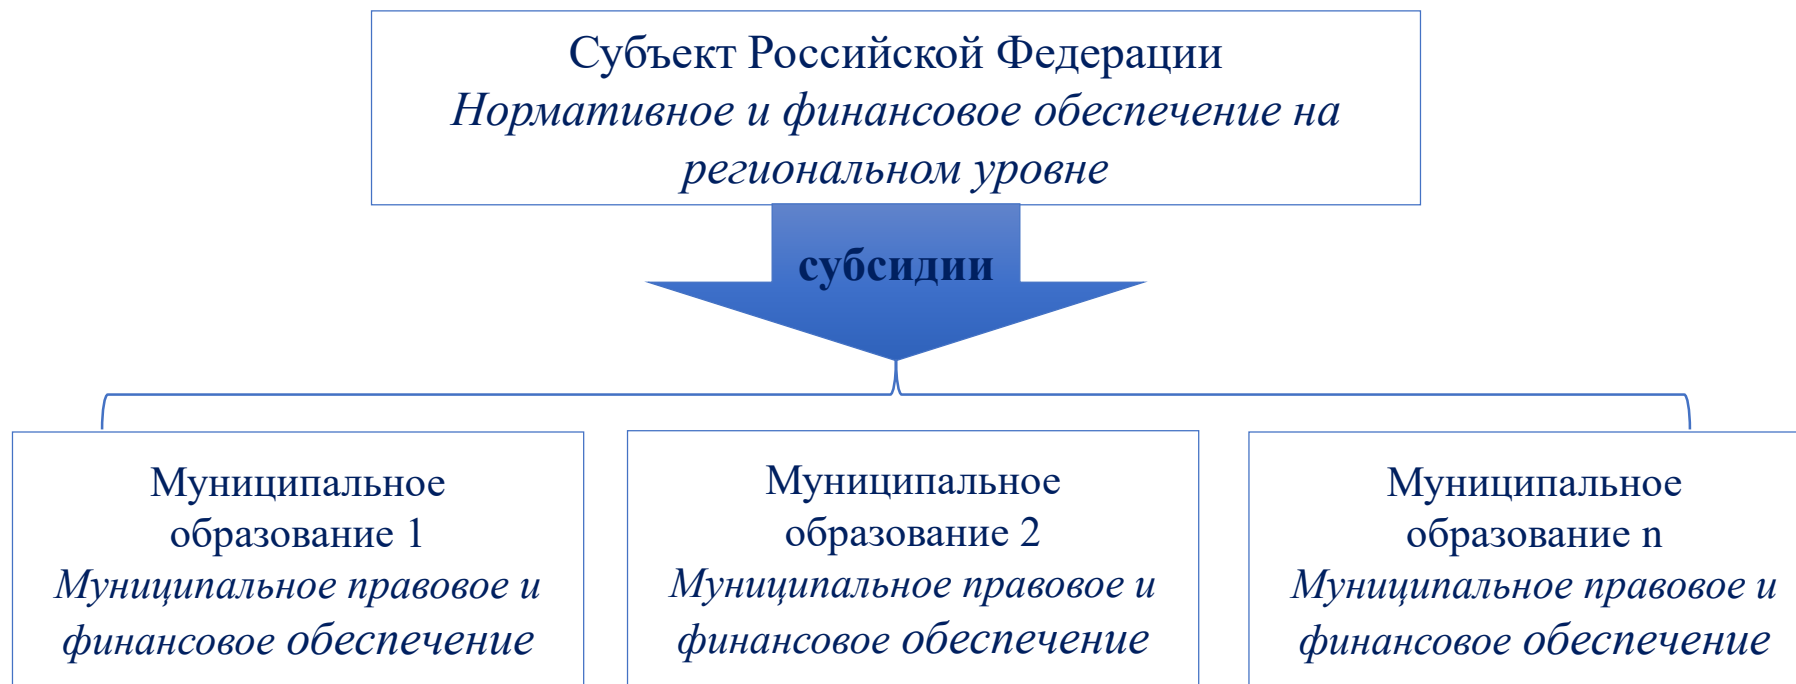 Субъект Российской Федерации
Нормативное и финансовое обеспечение на
региональном уровне
субсидии
Муниципальное
образование 1
Муниципальное правовое и
финансовое обеспечение
Муниципальное
образование 2
Муниципальное правовое и
финансовое обеспечение
Муниципальное
образование n
Муниципальное правовое и
финансовое обеспечение